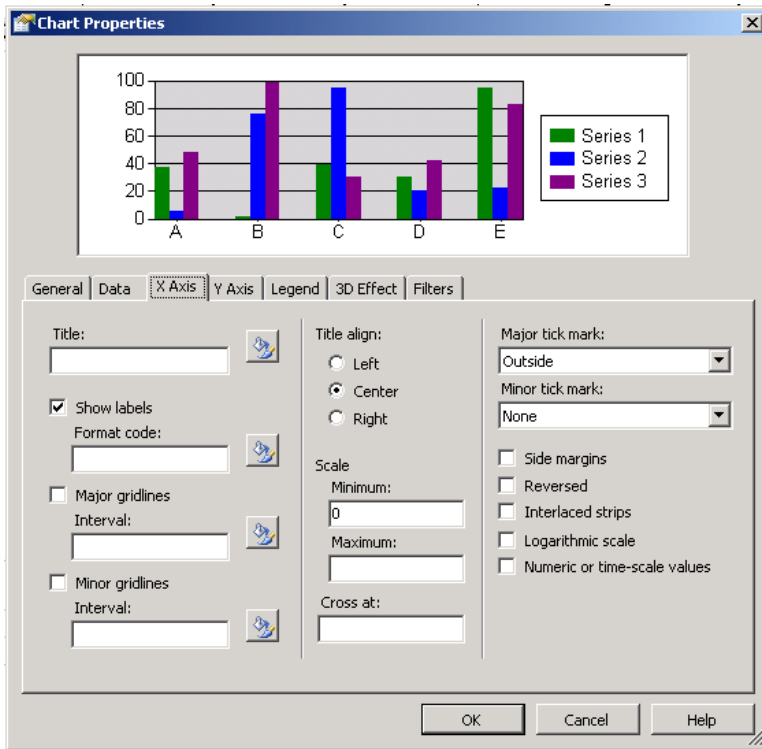 Chart Properties
100
80
60
40
20
0
A B C D E
Series 1
Series 2
Series 3
General Data X Axis Y Axis Legend 3D Effect Filters
Title:
Show labels
Format code:
Major gridlines
Interval:
Minor gridlines
Interval:
Title align:
Left
Center
Right
Scale
Minimum:
0
Maximum:
Cross at:
Major tick mark:
Outside
Minor tick mark:
None
Side margins
Reversed
Interlaced strips
Logarithmic scale
Numeric or time-scale values
OK Cancel Help